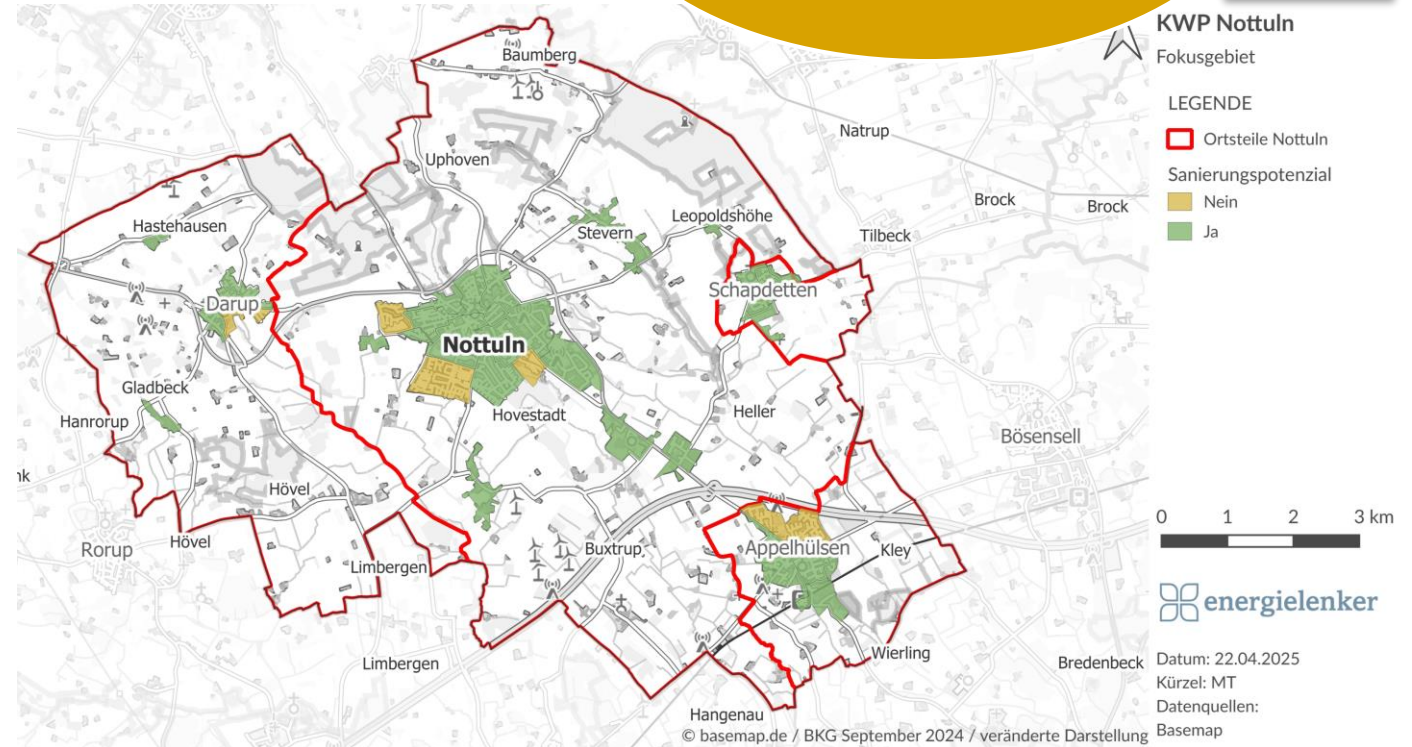 KWP Nottuln
Fokusgebiet
LEGENDE
Ortsteile Nottuln
Sanierungspotenzial
Nein
Ja
Baumberg
Natrup
Uphoven
Brock
Brock
Hastehausen
Stevern
Leopoldshöhe
Tilbeck
Darup
Schapdetten
Nottuln
Gladbeck
Hanrorup
Hovestadt
Heller
Bösensell
nk
Hövel
0 1 2 3 km
Rorup
Hövel
Limbergen
Buxtrup
Appelhülsen
Kley
energielenker
Limbergen
Wierling
Bredenbeck
Datum: 22.04.2025
Kürzel: MT
Datenquellen:
Basemap
Hangenau
© basemap.de / BKG September 2024 / veränderte Darstellung